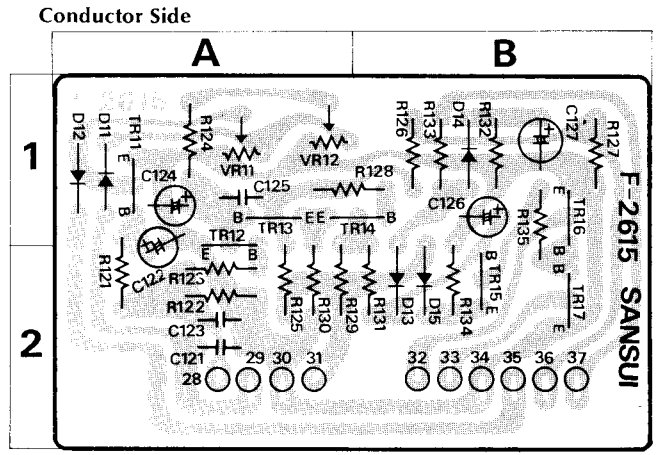 Conductor Side
A
B
1
2
D12
D11
TR11
E
B
R124
C124
VR11
C125
VR12
R128
R126
R133
D14
R132
C127
R127
C126
R135
E
TR16
B
B
TR13
E
E
TR14
B
R121
C122
E
TR12
B
R123
R122
C123
C121
R125
R130
R129
R131
D13
D15
R134
B
TR15
E
B
TR17
E
F-2615 SANSUI
28
29
30
31
32
33
34
35
36
37